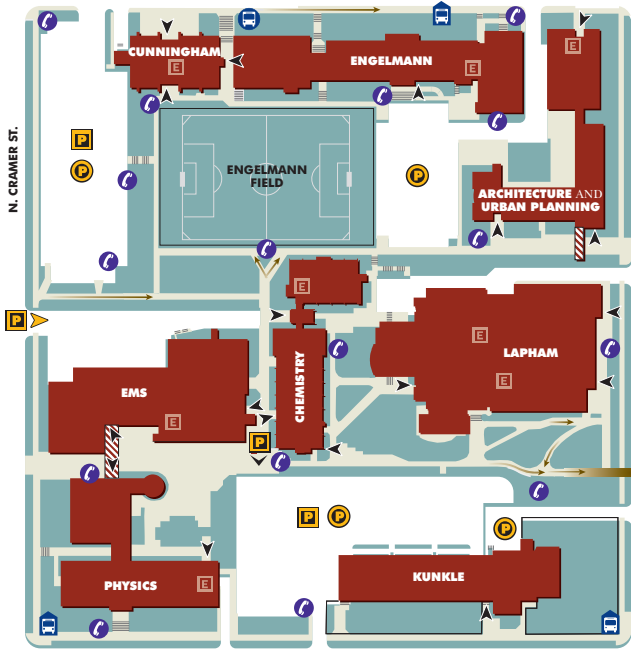 CUNNINGHAM
E
ENGELMANN
E
E
P
P
P
N. CRAMER ST.
ENGELMANN
FIELD
ARCHITECTURE AND
URBAN PLANNING
E
P
E
LAPHAM
E
CHEMISTRY
EMS
E
P
P
P
P
KUNKLE
PHYSICS
E